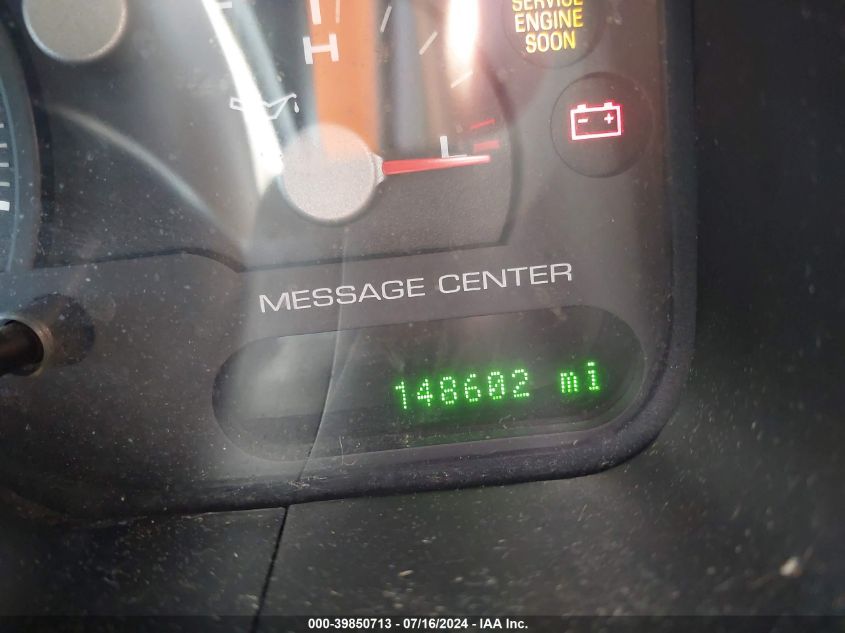 SERVICE
ENGINE
SOON
H
L
- +
MESSAGE CENTER
148602 mi
000-39850713 - 07/16/2024 - IAA Inc.